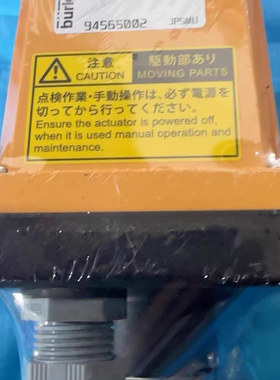 94565002 JP5WU
注意 駆動部あり
CAUTION MOVING PARTS
点検作業・手動操作は、必ず電源を
切ってから行ってください。
Ensure the actuator is powered off,
when it is used manual operation and
maintenance.